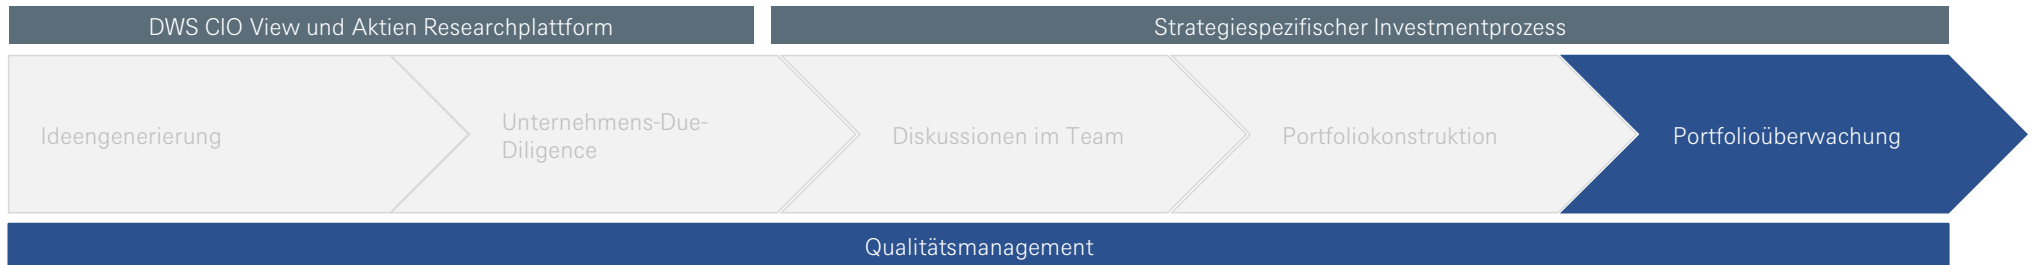 DWS CIO View und Aktien Researchplattform
Strategiespezifischer Investmentprozess
Ideengenerierung
Unternehmens-Due-
Diligence
Diskussionen im Team
Portfoliokonstruktion
Portfolioüberwachung
Qualitätsmanagement